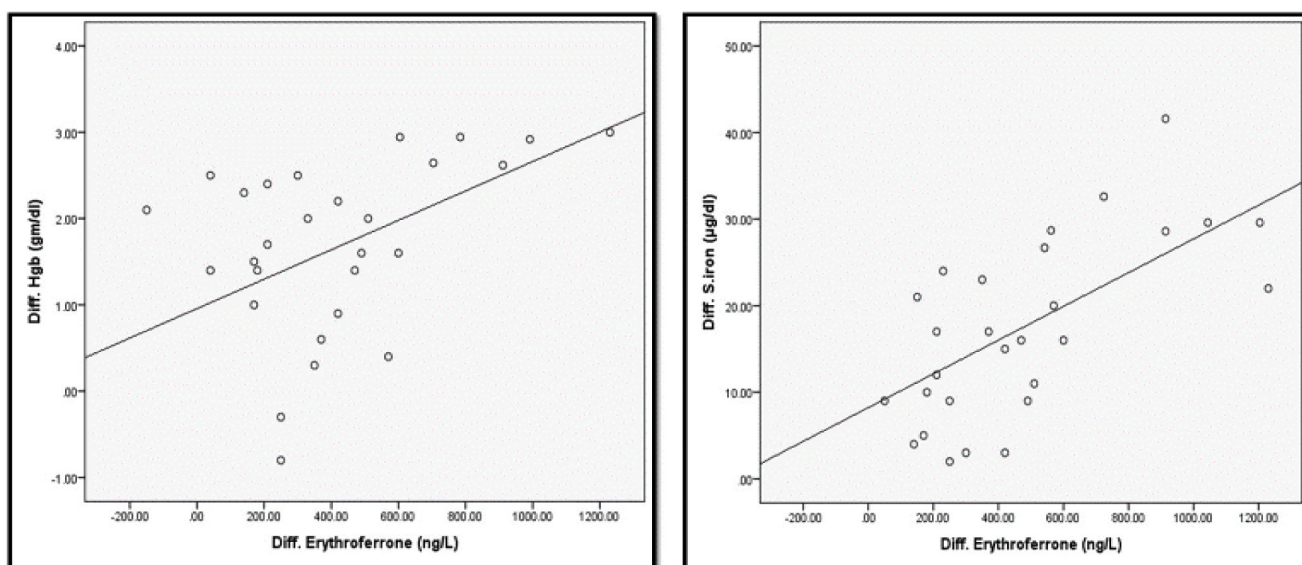 4.00
3.00
2.00
1.00
.00
-1.00
Diff. Hgb (gm/dl)
-200.00 .00 200.00 400.00 600.00 800.00 1000.00 1200.00
Diff. Erythroferrone (ng/L)
50.00
40.00
30.00
20.00
10.00
.00
Diff. S.iron (µg/dl)
-200.00 .00 200.00 400.00 600.00 800.00 1000.00 1200.00
Diff. Erythroferrone (ng/L)